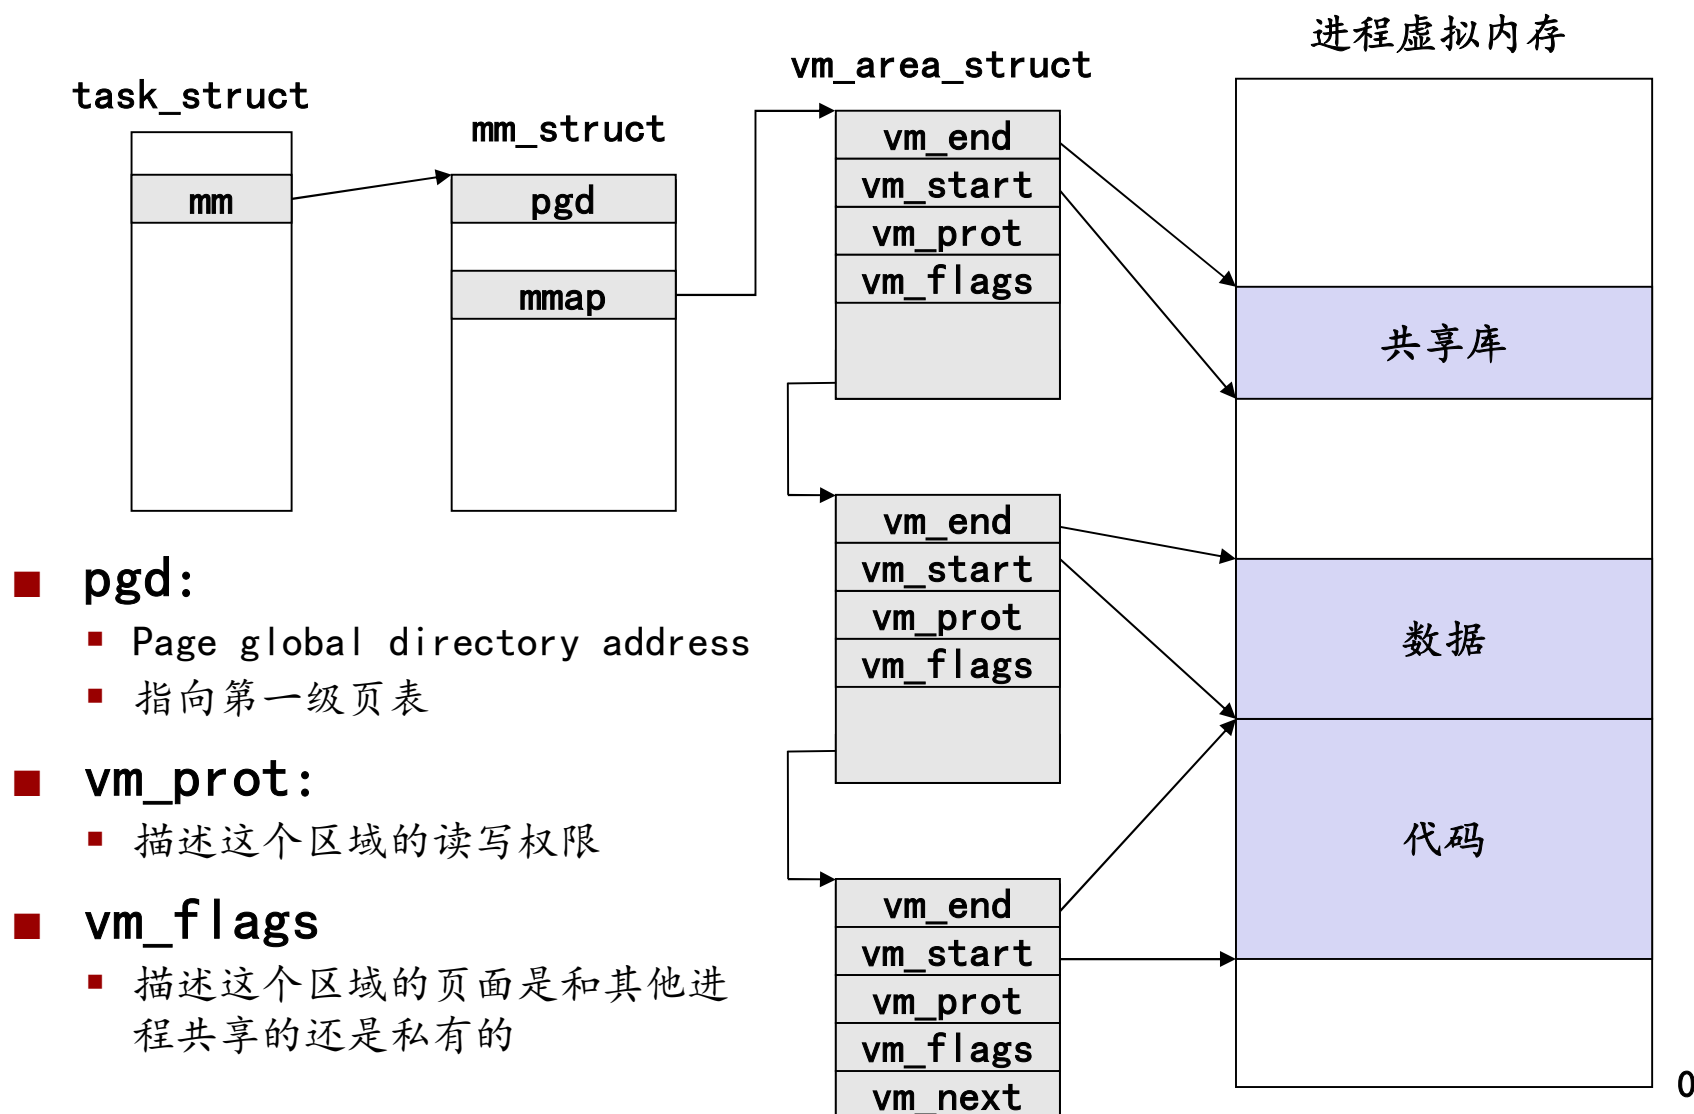 进程虚拟内存
vm_area_struct
task_struct
mm_struct
mm
pgd
mmap
vm_end
vm_start
vm_prot
vm_flags
共享库
vm_end
vm_start
vm_prot
vm_flags
数据
代码
vm_end
vm_start
vm_prot
vm_flags
vm_next
0
pgd:
Page global directory address
指向第一级页表
vm_prot:
描述这个区域的读写权限
vm_flags
描述这个区域的页面是和其他进
程共享的还是私有的